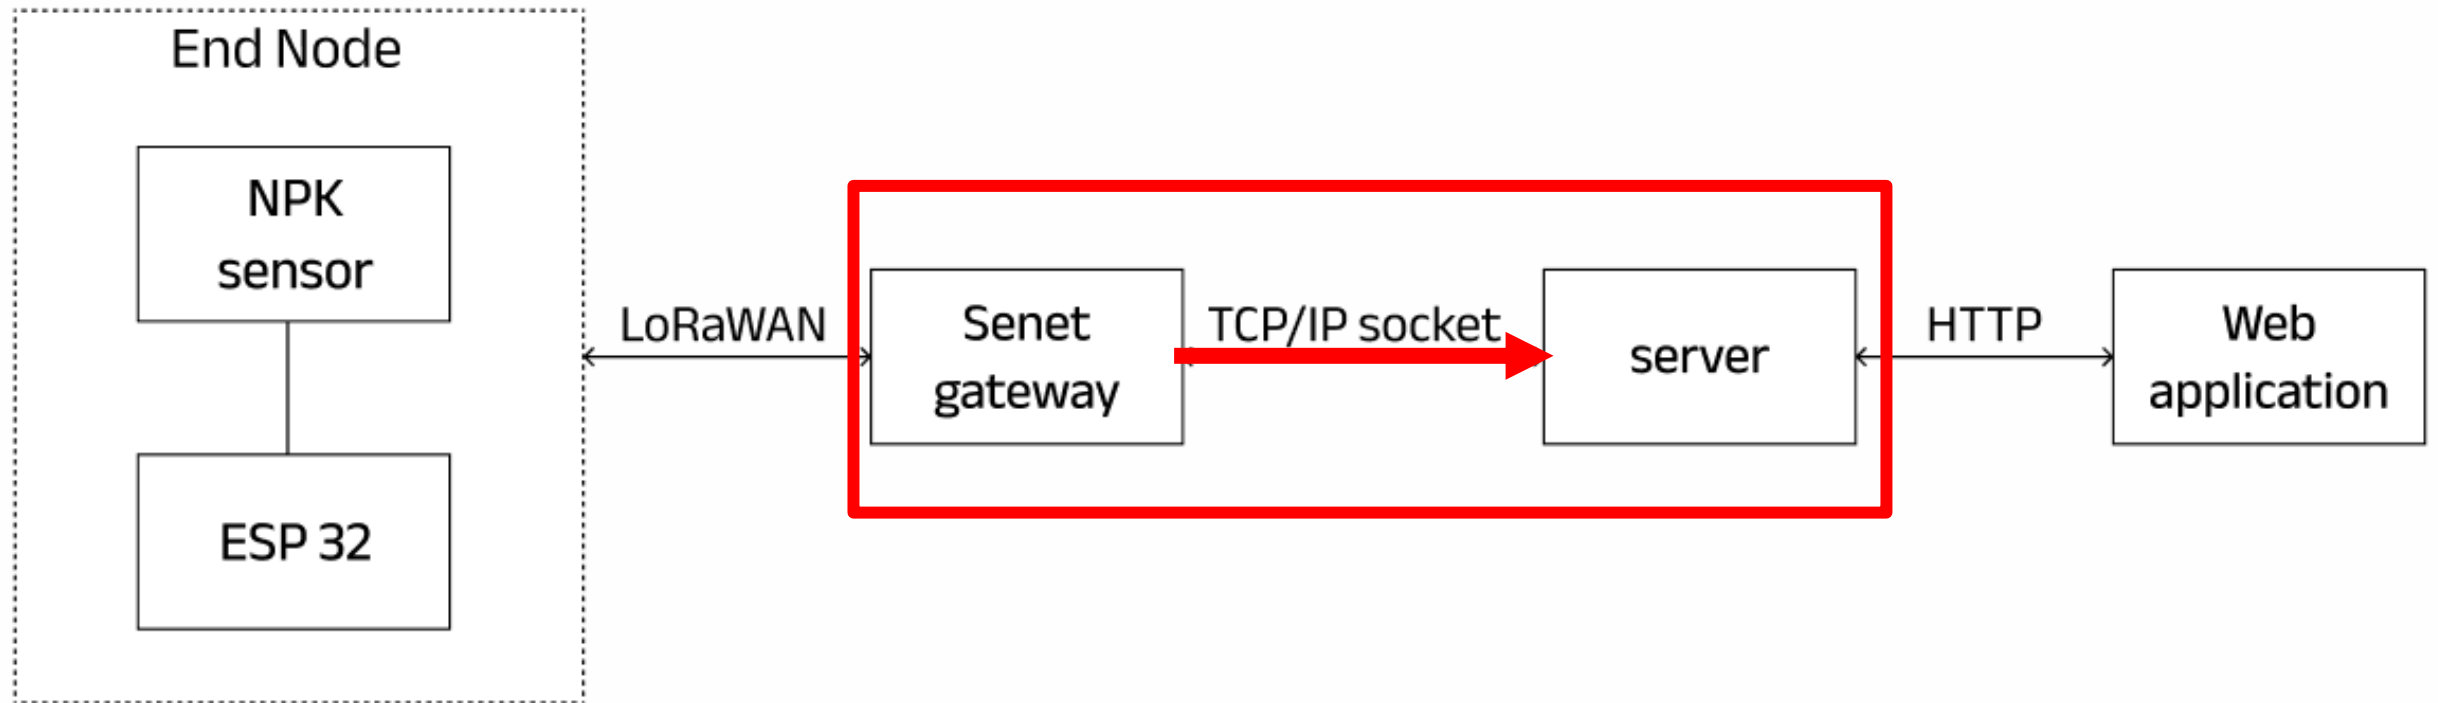 End Node
NPK
sensor
ESP 32
LoRaWAN
Senet
gateway
TCP/IP socket
server
HTTP
Web
application